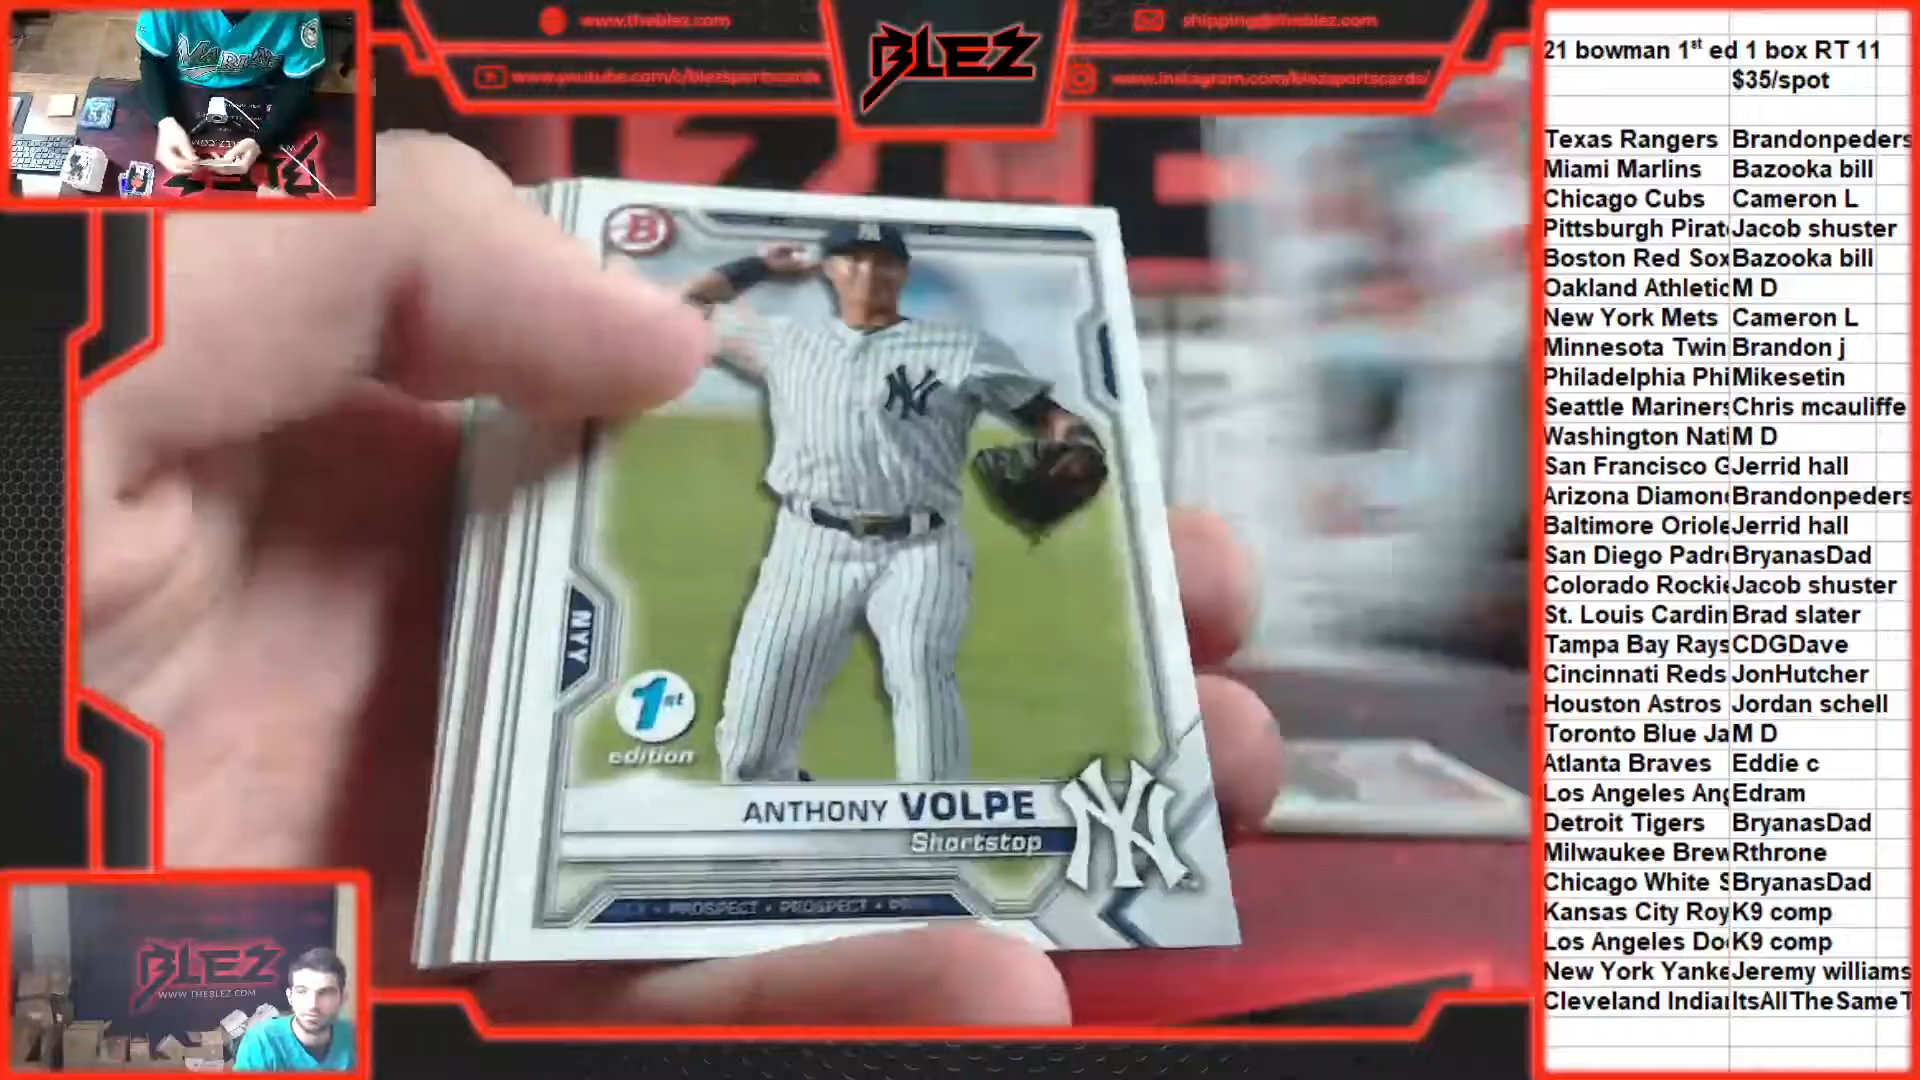 www.theblez.com
www.youtube.com/c/blezsportscards
BLEZ
shipping@theblez.com
www.instagram.com/blezsportscards/
21 bowman 1st ed 1 box RT 11
$35/spot
Texas Rangers Brandonpeders
Miami Marlins Bazooka bill
Chicago Cubs Cameron L
Pittsburgh Pirat Jacob shuster
Boston Red Sox Bazooka bill
Oakland Athletic M D
New York Mets Cameron L
Minnesota Twin Brandon j
Philadelphia Phi Mikesetin
Seattle Mariners Chris mcauliffe
Washington Nati M D
San Francisco G Jerrid hall
Arizona Diamon Brandonpeders
Baltimore Oriole Jerrid hall
San Diego Padr BryanasDad
Colorado Rockie Jacob shuster
St. Louis Cardin Brad slater
Tampa Bay Rays CDGDave
Cincinnati Reds JonHutcher
Houston Astros Jordan schell
Toronto Blue Ja M D
Atlanta Braves Eddie c
Los Angeles Ang Edram
Detroit Tigers BryanasDad
Milwaukee Brew Rthrone
Chicago White S BryanasDad
Kansas City Roy K9 comp
Los Angeles Do K9 comp
New York Yanke Jeremy williams
Cleveland Indian ItsAllTheSameT
B
NY
NYY
1st
edition
ANTHONY VOLPE
Shortstop
NY
PROSPECT • PROSPECT •
BLEZ
WWW.THEBLEZ.COM